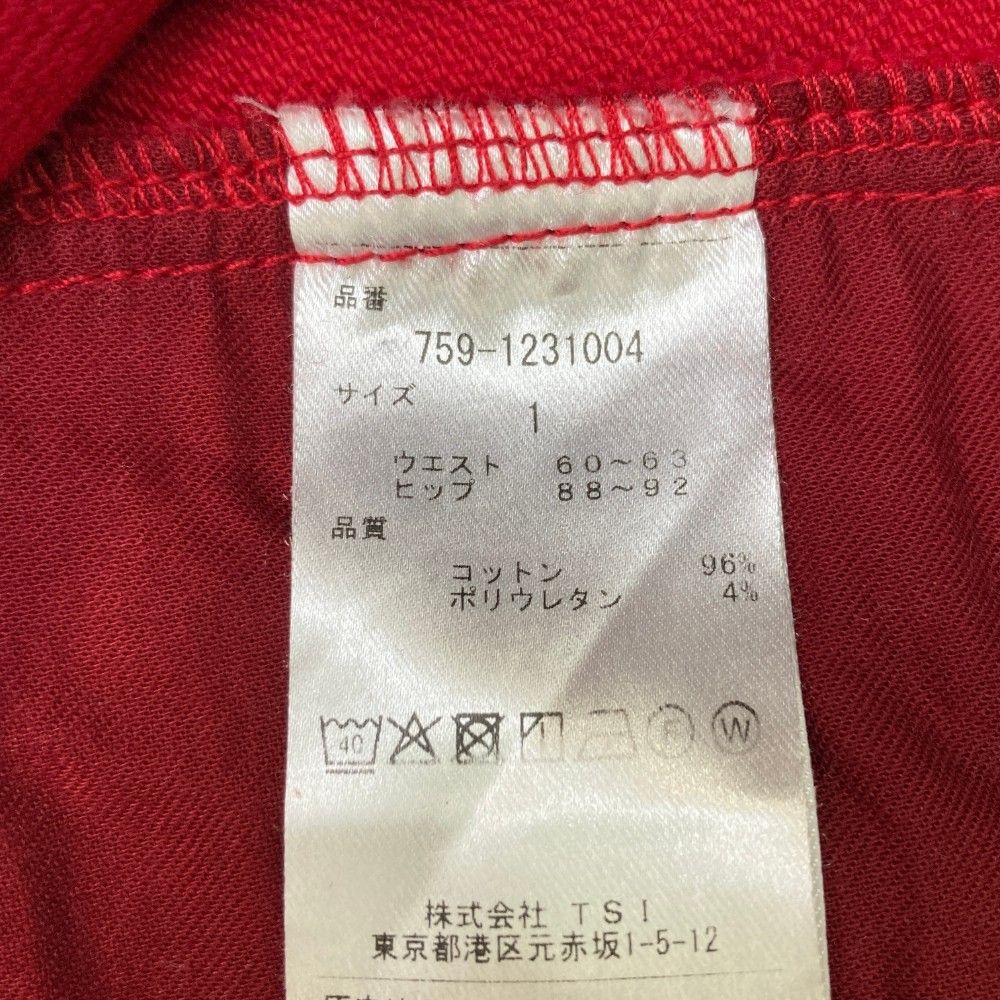 品番
759-1231004
サイズ
1
ウエスト 60～63
ヒップ 88～92
品質
コットン 96%
ポリウレタン 4%
40
P W
株式会社 TSI
東京都港区元赤坂1-5-12